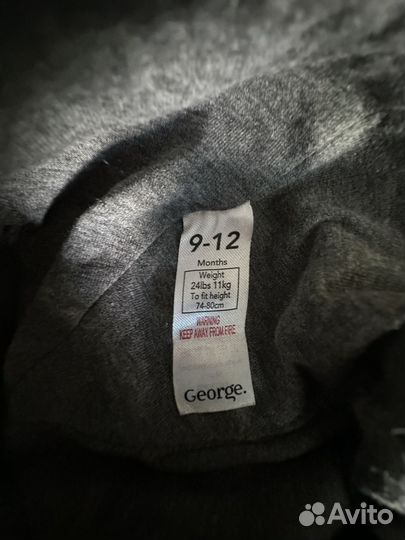 9-12
Months
Weight
24lbs 11kg
To fit height
74-80cm
WARNING
KEEP AWAY FROM FIRE
George.
Avito